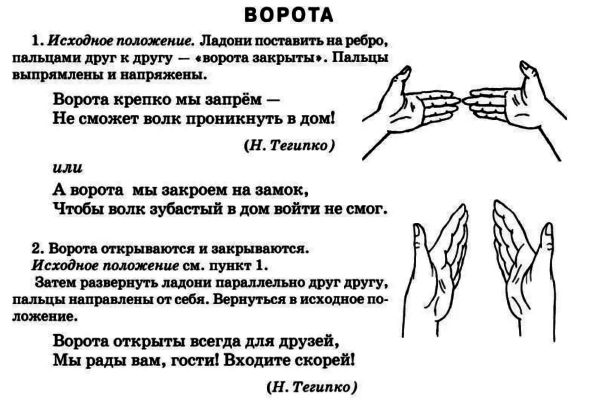 ВОРОТА
1. Исходное положение. Ладони поставить на ребро,
пальцами друг к другу — «ворота закрыты». Пальцы
выпрямлены и напряжены.
Ворота крепко мы запрём —
Не сможет волк проникнуть в дом!
(Н. Тегипко)
или
А ворота мы закроем на замок,
Чтобы волк зубастый в дом войти не смог.
2. Ворота открываются и закрываются.
Исходное положение см. пункт 1.
Затем развернуть ладони параллельно друг другу,
пальцы направлены от себя. Вернуться в исходное по-
ложение.
Ворота открыты всегда для друзей,
Мы рады вам, гости! Входите скорей!
(Н. Тегипко)